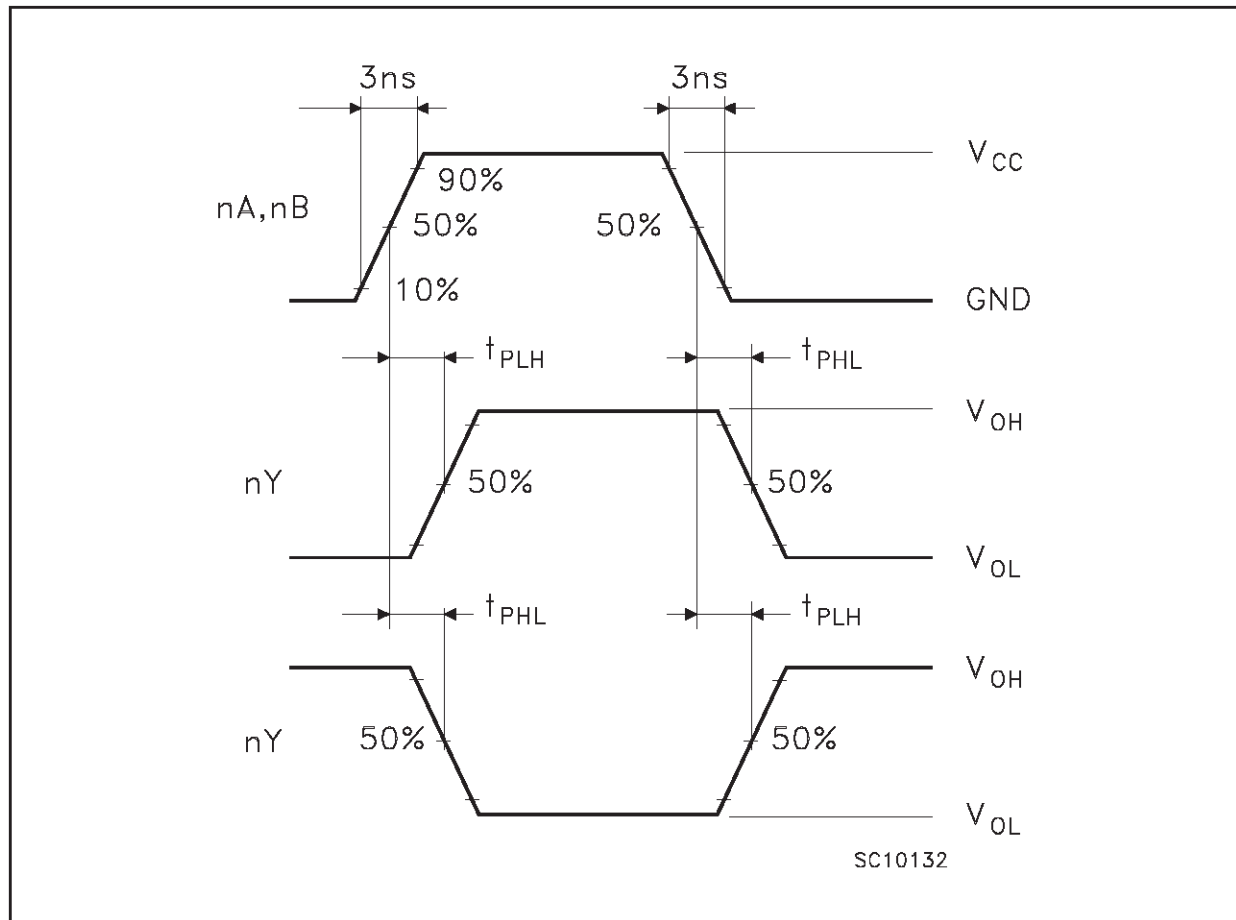 3ns 3ns
V_CC
90%
nA,nB
50% 50%
10%
GND
t_PLH t_PHL
V_OH
nY
50% 50%
V_OL
t_PHL t_PLH
V_OH
nY
50% 50%
V_OL
SC10132